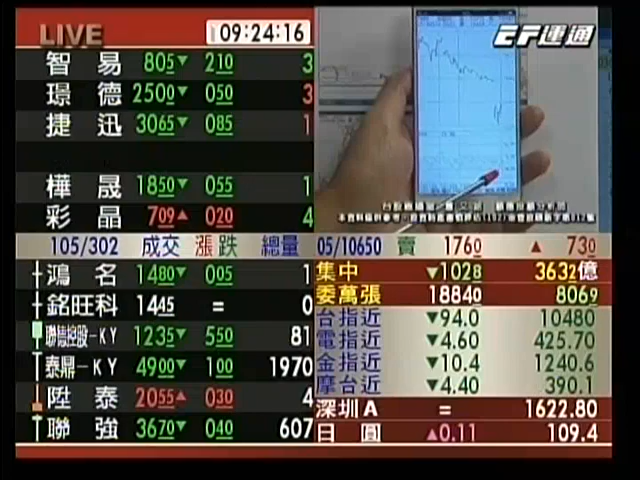 LIVE 09:24:16
EF運通
智易 80⁵▼ 2¹⁰ 3
璟德 250⁰▼ 0⁵⁰ 3
捷迅 30⁶⁵▼ 0⁸⁵ 1
樺晟 18⁵⁰▼ 0⁵⁵ 1
彩晶 7⁰⁹▲ 0²⁰ 4
105/302 成交 漲跌 總量
鴻名 14⁸⁰▼ 0⁰⁵ 1
銘旺科 14⁴⁵ = 0
聯德控股-KY 123⁵▼ 5⁵⁰ 81
泰鼎-KY 49⁰⁰▼ 1⁰⁰ 1970
陞泰 20⁵⁵▲ 0³⁰ 4
聯強 36⁷⁰▼ 0⁴⁰ 607
05/10650 賣 176⁰ ▲ 73⁰
集中 ▼102⁸ 363²億
委萬張 1884⁰ 806⁹
台指近 ▼94.0 10480
電指近 ▼4.60 425.70
金指近 ▼10.4 1240.6
摩台近 ▼4.40 390.1
深圳A = 1622.80
日圓 ▲0.11 109.4